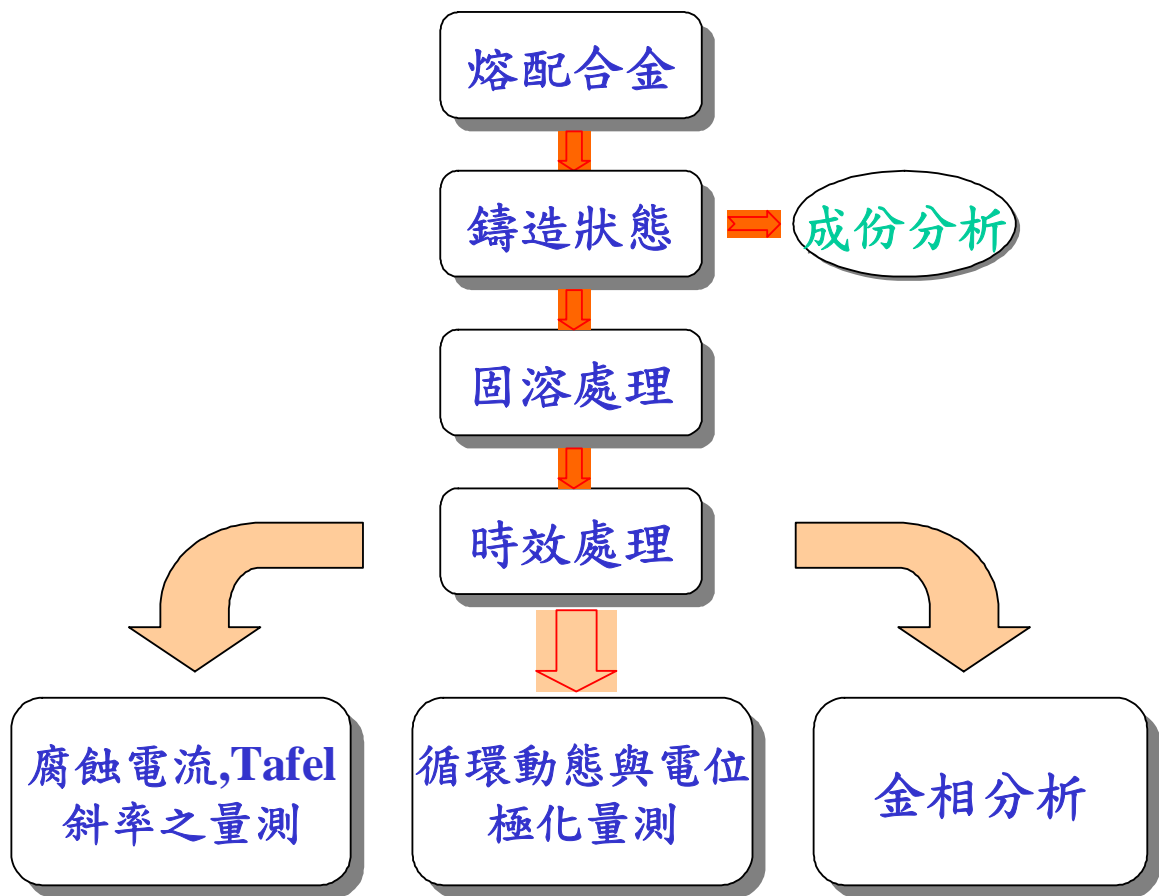 熔配合金
鑄造狀態
成份分析
固溶處理
時效處理
腐蝕電流,Tafel
斜率之量測
循環動態與電位
極化量測
金相分析